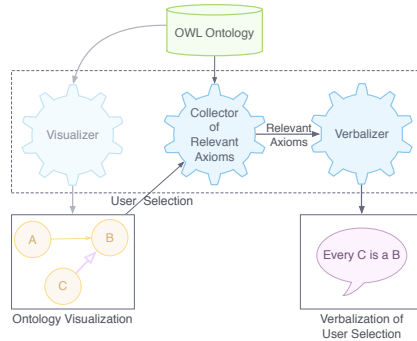 OWL Ontology
Visualizer
Collector
of
Relevant
Axioms
Relevant
Axioms
Verbalizer
User Selection
A
B
C
Every C is a B
Ontology Visualization
Verbalization of
User Selection